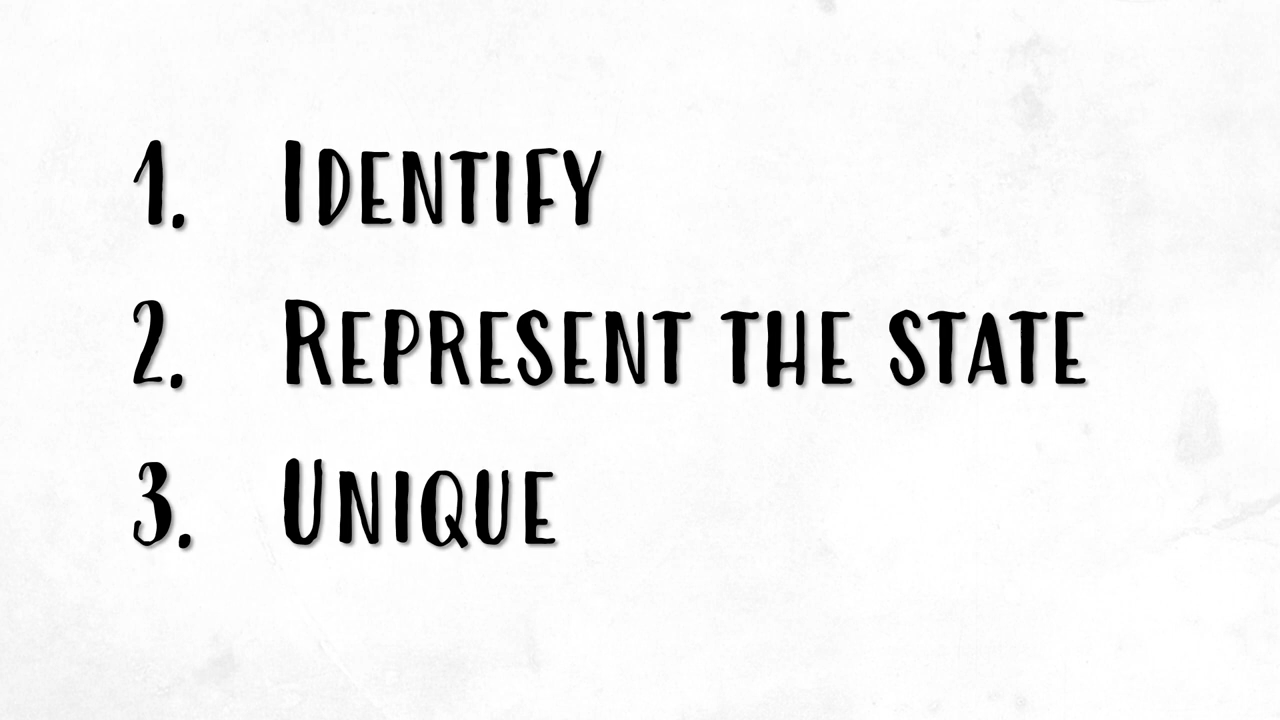 1. Identify
2. Represent the state
3. Unique